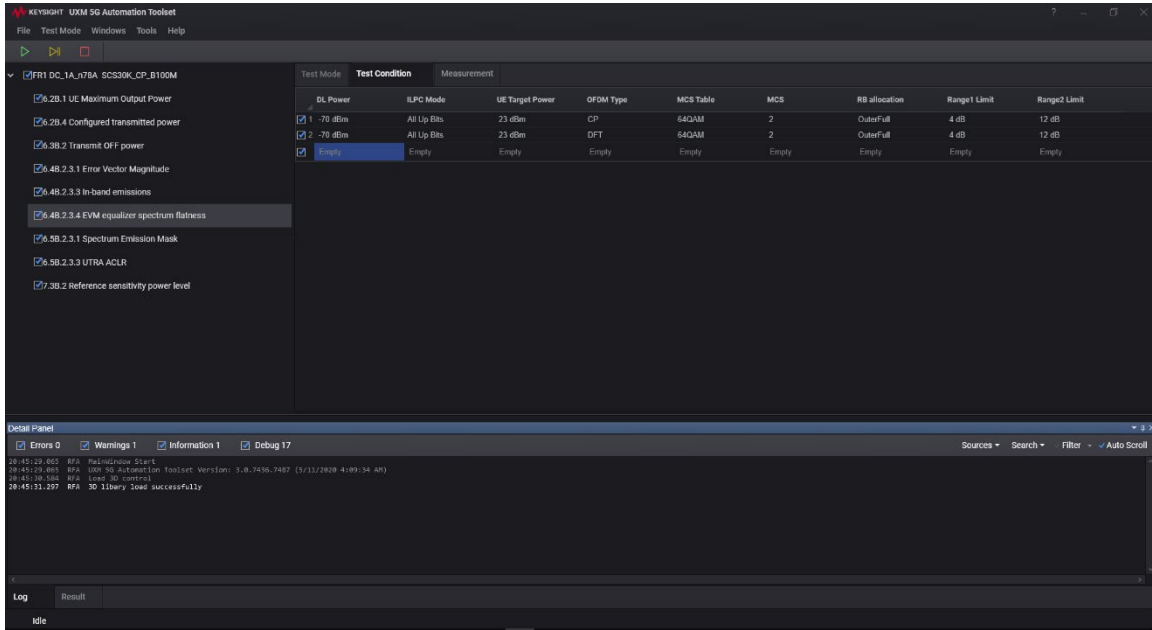 KEYSIGHT UXM 5G Automation Toolset ?
File Test Mode Windows Tools Help
FR1 DC_1A_n78A SCS30K_CP_B100M
6.2B.1 UE Maximum Output Power
6.2B.4 Configured transmitted power
6.3B.2 Transmit OFF power
6.4B.2.3.1 Error Vector Magnitude
6.4B.2.3.3 In-band emissions
6.4B.2.3.4 EVM equalizer spectrum flatness
6.5B.2.3.1 Spectrum Emission Mask
6.5B.2.3.3 UTRA ACLR
7.3B.2 Reference sensitivity power level
Test Mode Test Condition Measurement
DL Power ILPC Mode UE Target Power OFDM Type MCS Table MCS RB allocation Range1 Limit Range2 Limit
1 -70 dBm All Up Bits 23 dBm CP 64QAM 2 OuterFull 4 dB 12 dB
2 -70 dBm All Up Bits 23 dBm DFT 64QAM 2 OuterFull 4 dB 12 dB
Empty Empty Empty Empty Empty Empty Empty Empty Empty
Detail Panel
Errors 0 Warnings 1 Information 1 Debug 17 Sources Search Filter Auto Scroll
20:45:29.065 RFA MainWindow Start
20:45:29.065 RFA UXM 5G Automation Toolset Version: 3.0.7436.7487 (5/11/2020 4:09:34 AM)
20:45:30.584 RFA Load 3D control
20:45:31.297 RFA 3D libary load successfully
Log Result
Idle